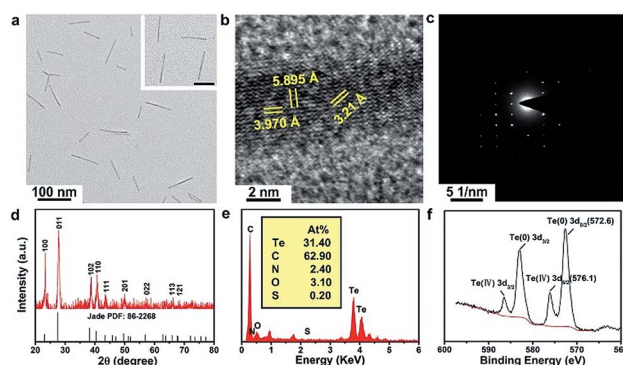 a
100 nm
b
5.895 Å
3.970 Å
3.21 Å
2 nm
c
5 1/nm
d
Intensity (a.u.)
100
011
102
110
111
201
022
113
121
Jade PDF: 86-2268
20 30 40 50 60 70 80
2θ (degree)
e
At%
Te 31.40
C 62.90
N 2.40
O 3.10
S 0.20
C
N
O
S
Te
Te
0 1 2 3 4 5 6
Energy (KeV)
f
Te(0) 3d5/2(572.6)
Te(0) 3d3/2
Te(IV) 3d5/2(576.1)
Te(IV) 3d3/2
600 590 580 570 560
Binding Energy (eV)